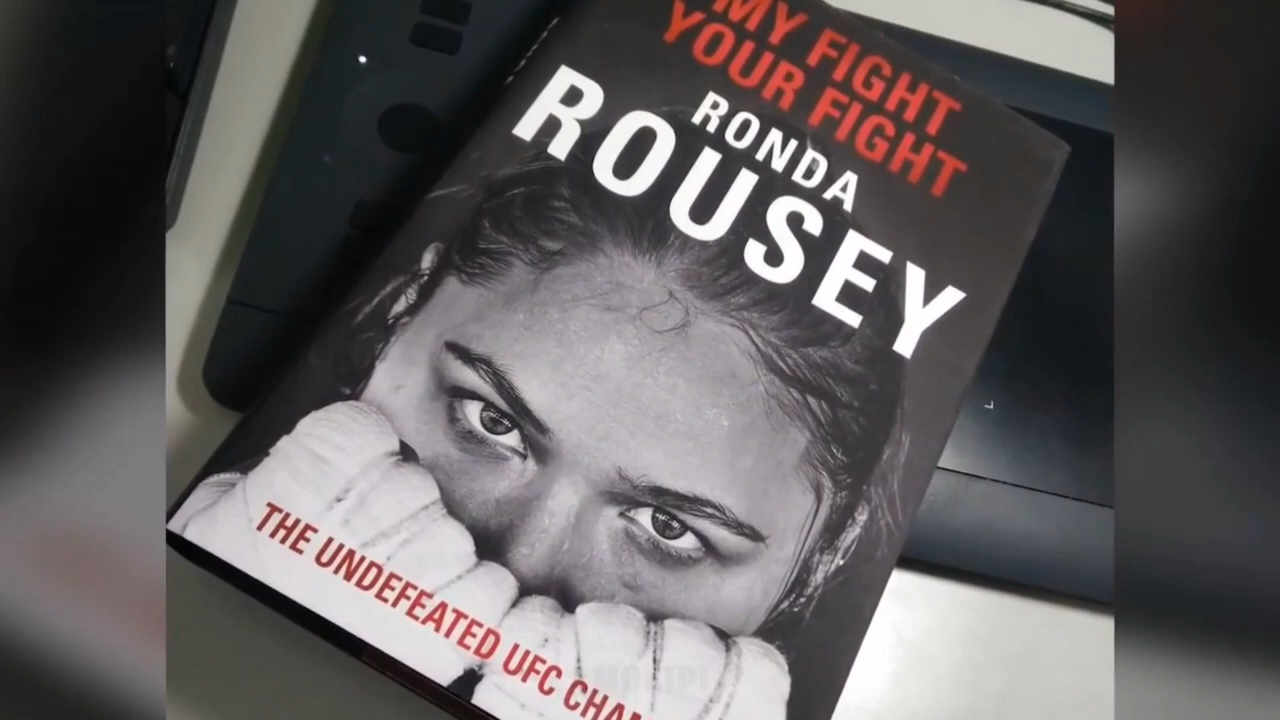 MY FIGHT
YOUR FIGHT
RONDA
ROUSEY
THE UNDEFEATED UFC